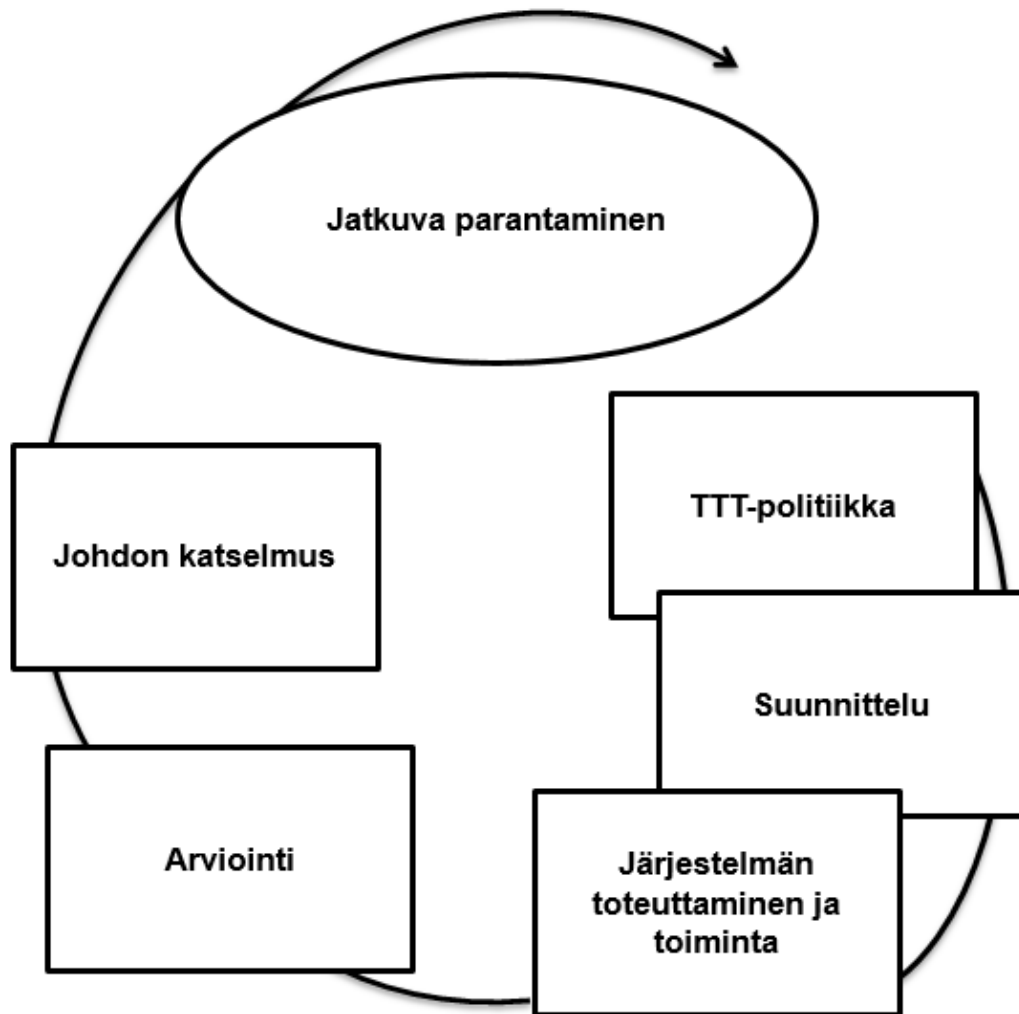 Jatkuva parantaminen
TTT-politiikka
Suunnittelu
Järjestelmän
toteuttaminen ja
toiminta
Arviointi
Johdon katselmus